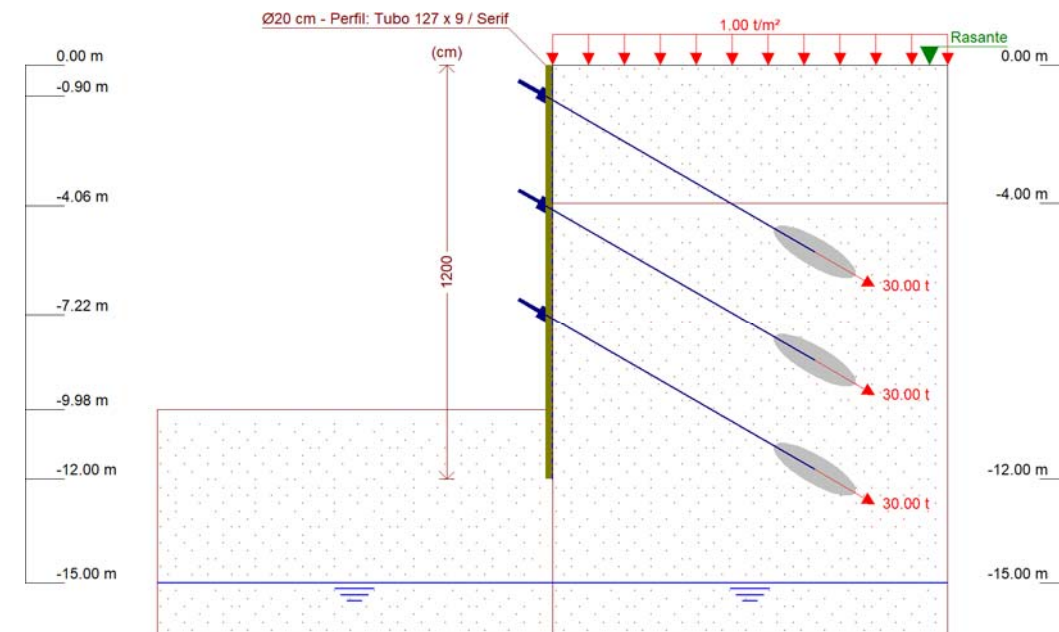 Ø20 cm - Perfil: Tubo 127 x 9 / Serif
1.00 t/m²
Rasante
(cm)
0.00 m
0.00 m
-0.90 m
-4.06 m
-4.00 m
1200
30.00 t
-7.22 m
30.00 t
-9.98 m
-12.00 m
-12.00 m
30.00 t
-15.00 m
-15.00 m